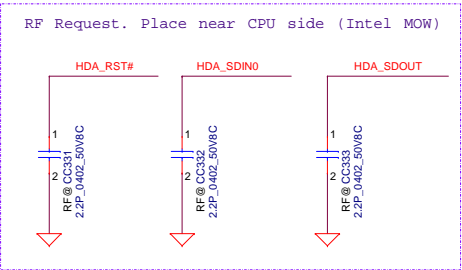 RF Request. Place near CPU side (Intel MOW)
HDA_RST#
HDA_SDIN0
HDA_SDOUT
1
2
RF@ CC331
2.2P_0402_50V8C
1
2
RF@ CC332
2.2P_0402_50V8C
1
2
RF@ CC333
2.2P_0402_50V8C